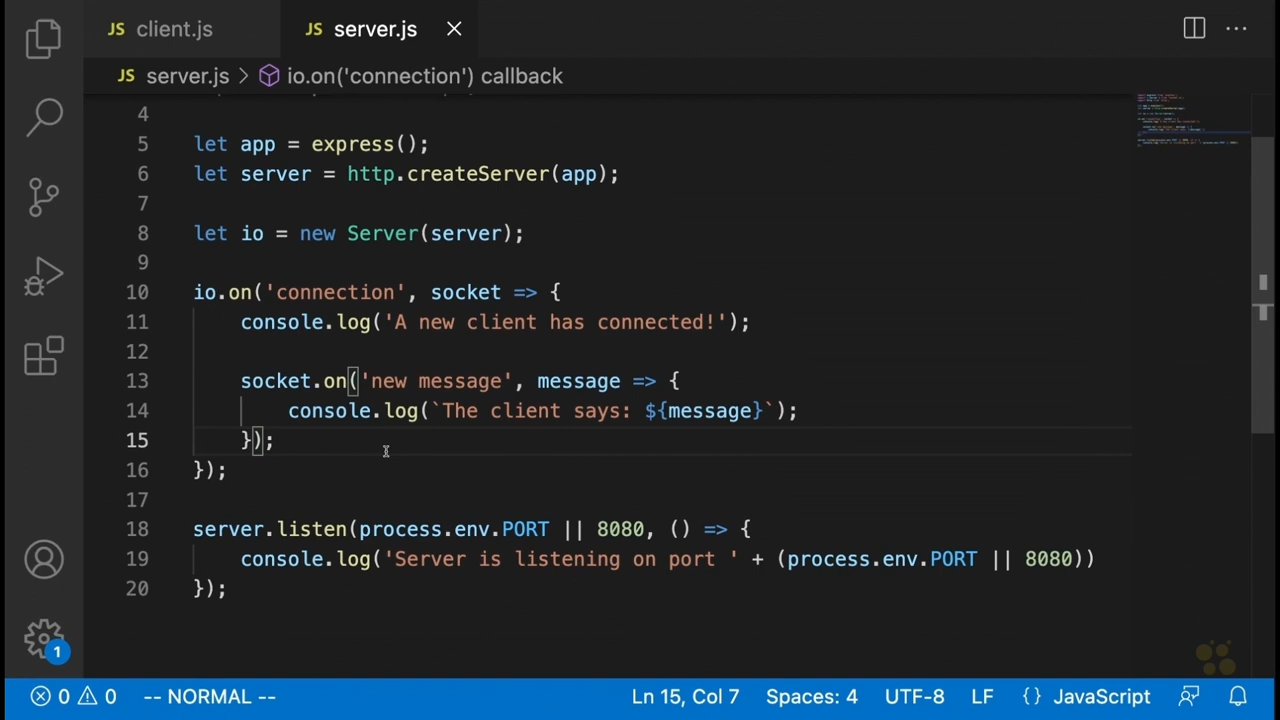 JS client.js JS server.js
JS server.js > io.on('connection') callback
4
5 let app = express();
6 let server = http.createServer(app);
7
8 let io = new Server(server);
9
10 io.on('connection', socket => {
11 console.log('A new client has connected!');
12
13 socket.on('new message', message => {
14 console.log(`The client says: ${message}`);
15 });
16 });
17
18 server.listen(process.env.PORT || 8080, () => {
19 console.log('Server is listening on port ' + (process.env.PORT || 8080))
20 });
1
0 0 -- NORMAL -- Ln 15, Col 7 Spaces: 4 UTF-8 LF {} JavaScript